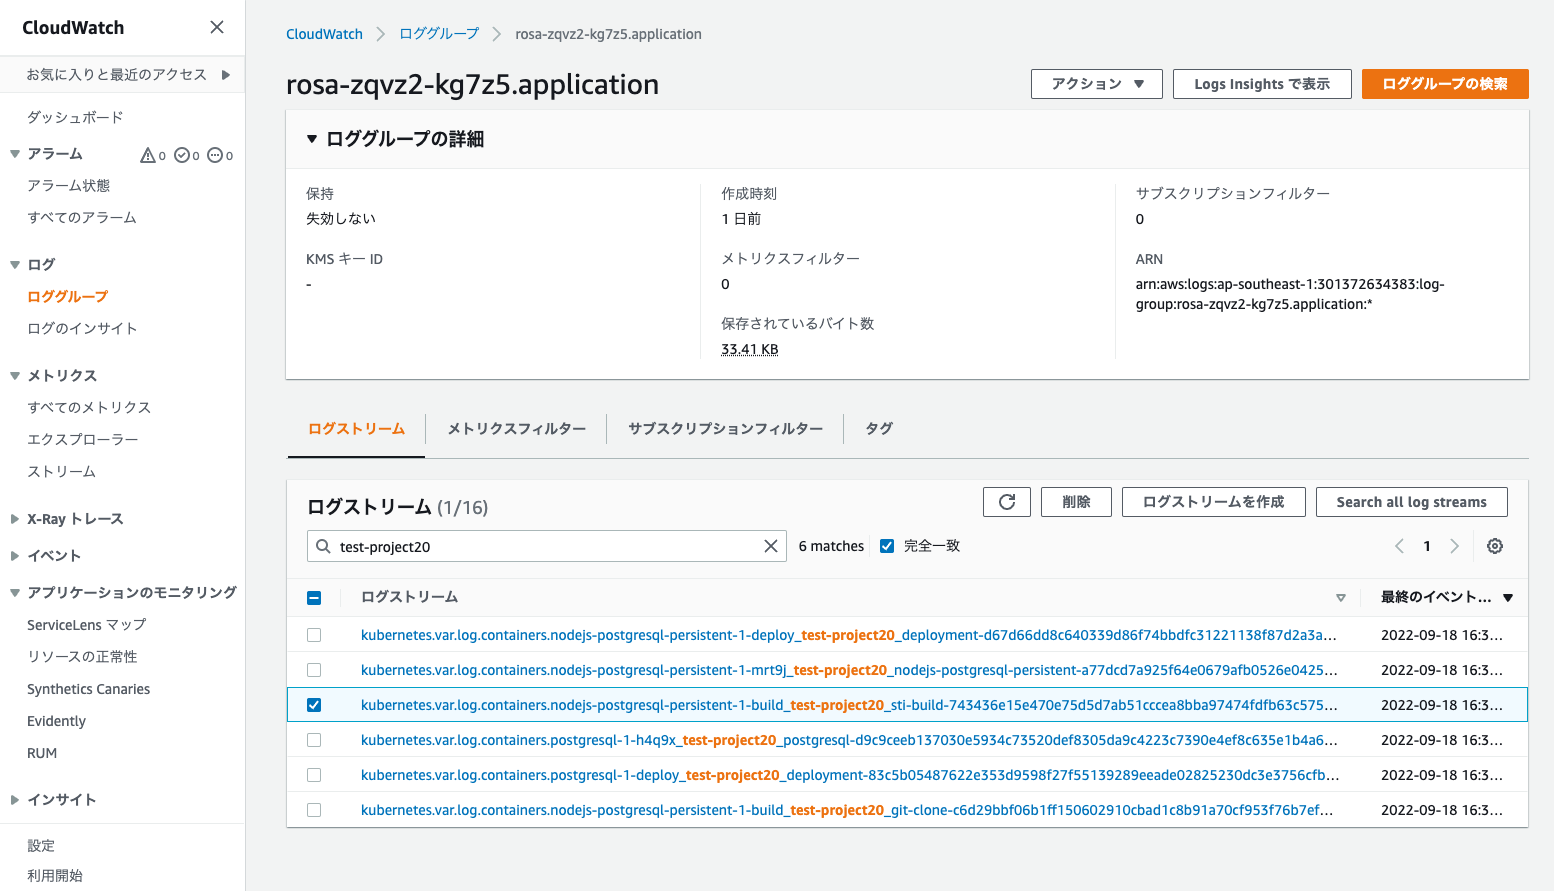 CloudWatch
お気に入りと最近のアクセス
ダッシュボード
アラーム 0 0 0
アラーム状態
すべてのアラーム
ログ
ロググループ
ログのインサイト
メトリクス
すべてのメトリクス
エクスプローラー
ストリーム
X-Ray トレース
イベント
アプリケーションのモニタリング
ServiceLens マップ
リソースの正常性
Synthetics Canaries
Evidently
RUM
インサイト
設定
利用開始
CloudWatch ロググループ rosa-zqvz2-kg7z5.application
rosa-zqvz2-kg7z5.application
アクション Logs Insights で表示 ロググループの検索
ロググループの詳細
保持
失効しない
KMS キー ID
-
作成時刻
1 日前
メトリクスフィルター
0
保存されているバイト数
33.41 KB
サブスクリプションフィルター
0
ARN
arn:aws:logs:ap-southeast-1:301372634383:log-
group:rosa-zqvz2-kg7z5.application:*
ログストリーム メトリクスフィルター サブスクリプションフィルター タグ
ログストリーム (1/16)
削除 ログストリームを作成 Search all log streams
test-project20 6 matches 完全一致 1
ログストリーム 最終のイベント...
kubernetes.var.log.containers.nodejs-postgresql-persistent-1-deploy_test-project20_deployment-d67d66dd8c640339d86f74bbdfc31221138f87d2a3a... 2022-09-18 16:3...
kubernetes.var.log.containers.nodejs-postgresql-persistent-1-mrt9j_test-project20_nodejs-postgresql-persistent-a77dcd7a925f64e0679afb0526e0425... 2022-09-18 16:3...
kubernetes.var.log.containers.nodejs-postgresql-persistent-1-build_test-project20_sti-build-743436e15e470e75d5d7ab51cccea8bba97474fdfb63c575... 2022-09-18 16:3...
kubernetes.var.log.containers.postgresql-1-h4q9x_test-project20_postgresql-d9c9ceeb137030e5934c73520def8305da9c4223c7390e4ef8c635e1b4a6... 2022-09-18 16:3...
kubernetes.var.log.containers.postgresql-1-deploy_test-project20_deployment-83c5b05487622e353d9598f27f55139289eeade02825230dc3e3756cfb... 2022-09-18 16:3...
kubernetes.var.log.containers.nodejs-postgresql-persistent-1-build_test-project20_git-clone-c6d29bbf06b1ff150602910cbad1c8b91a70cf953f76b7ef... 2022-09-18 16:3...